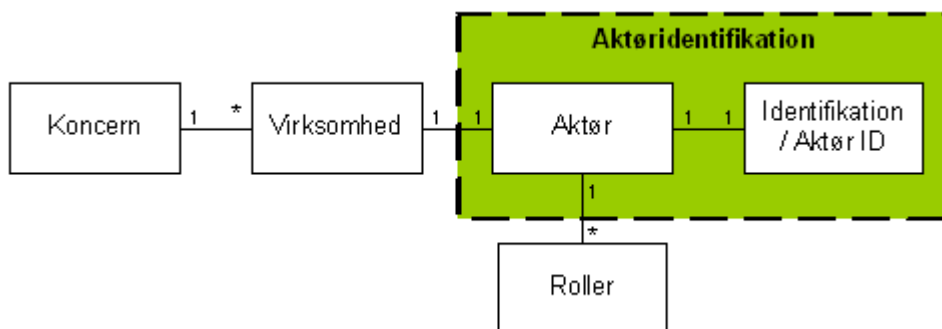 Aktøridentifikation
Koncern
1
*
Virksomhed
1
1
Aktør
1
1
Identifikation
/ Aktør ID
1
*
Roller